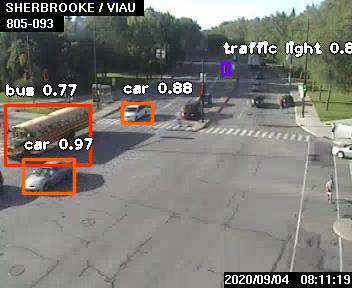 SHERBROOKE / VIAU
805-093
traffic light 0.8
bus 0.77
car 0.88
car 0.97
2020/09/04 08:11:19